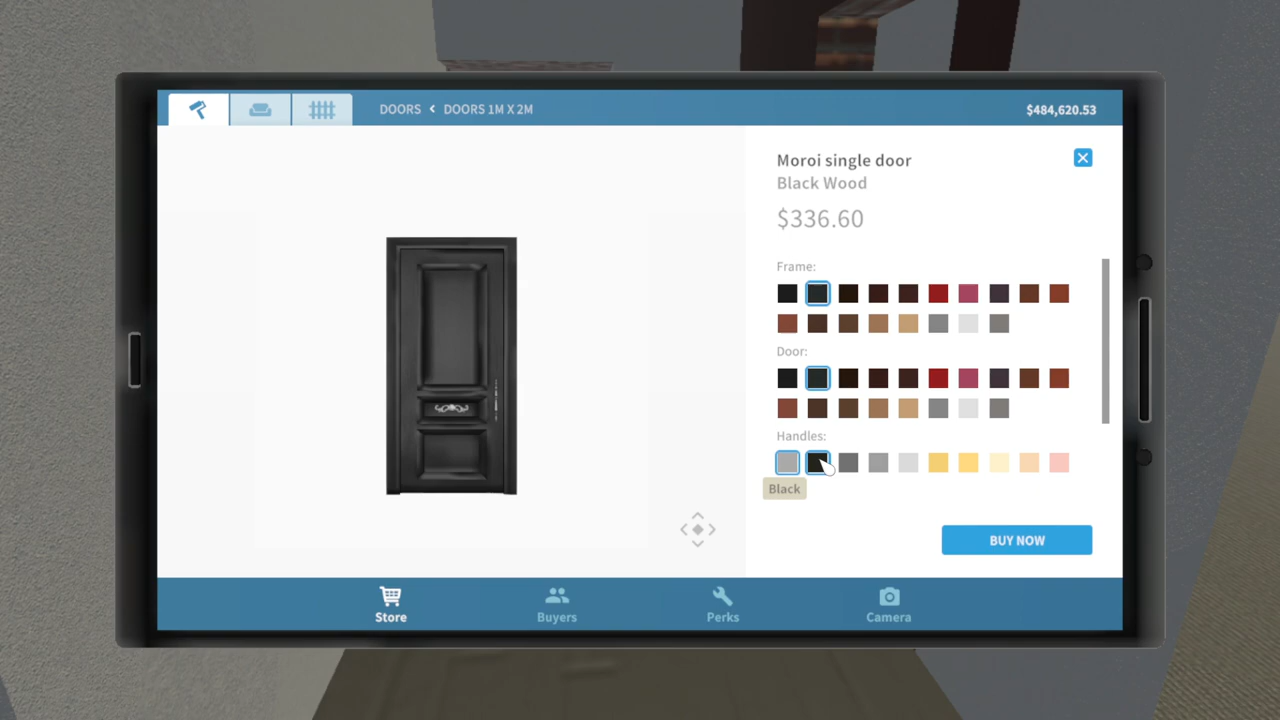 DOORS < DOORS 1M X 2M
$484,620.53
Moroi single door
Black Wood
$336.60
Frame:
Door:
Handles:
Black
BUY NOW
Store
Buyers
Perks
Camera